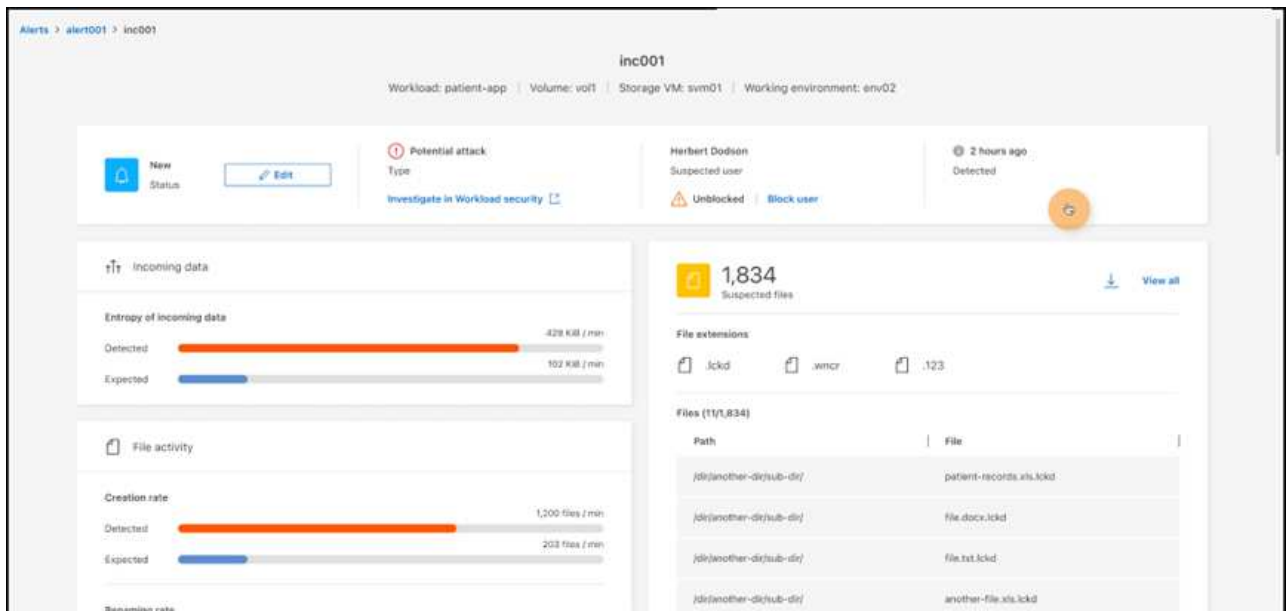 Alerts > alert001 > inc001
inc001
Workload: patient-app | Volume: vol1 | Storage VM: svm01 | Working environment: env02
New
Status
Edit
Potential attack
Type
Investigate in Workload security
Herbert Dodson
Suspected user
Unblocked | Block user
2 hours ago
Detected
Incoming data
Entropy of incoming data
428 KiB / min
Detected
102 KiB / min
Expected
File activity
Creation rate
1,200 files / min
Detected
203 files / min
Expected
Renaming rate
1,834
Suspected files
View all
File extensions
.lckd .wncr .123
Files (11/1,834)
Path | File
/dir/another-dir/sub-dir/ patient-records.xls.lckd
/dir/another-dir/sub-dir/ file.docx.lckd
/dir/another-dir/sub-dir/ file.txt.lckd
/dir/another-dir/sub-dir/ another-file.xls.lckd